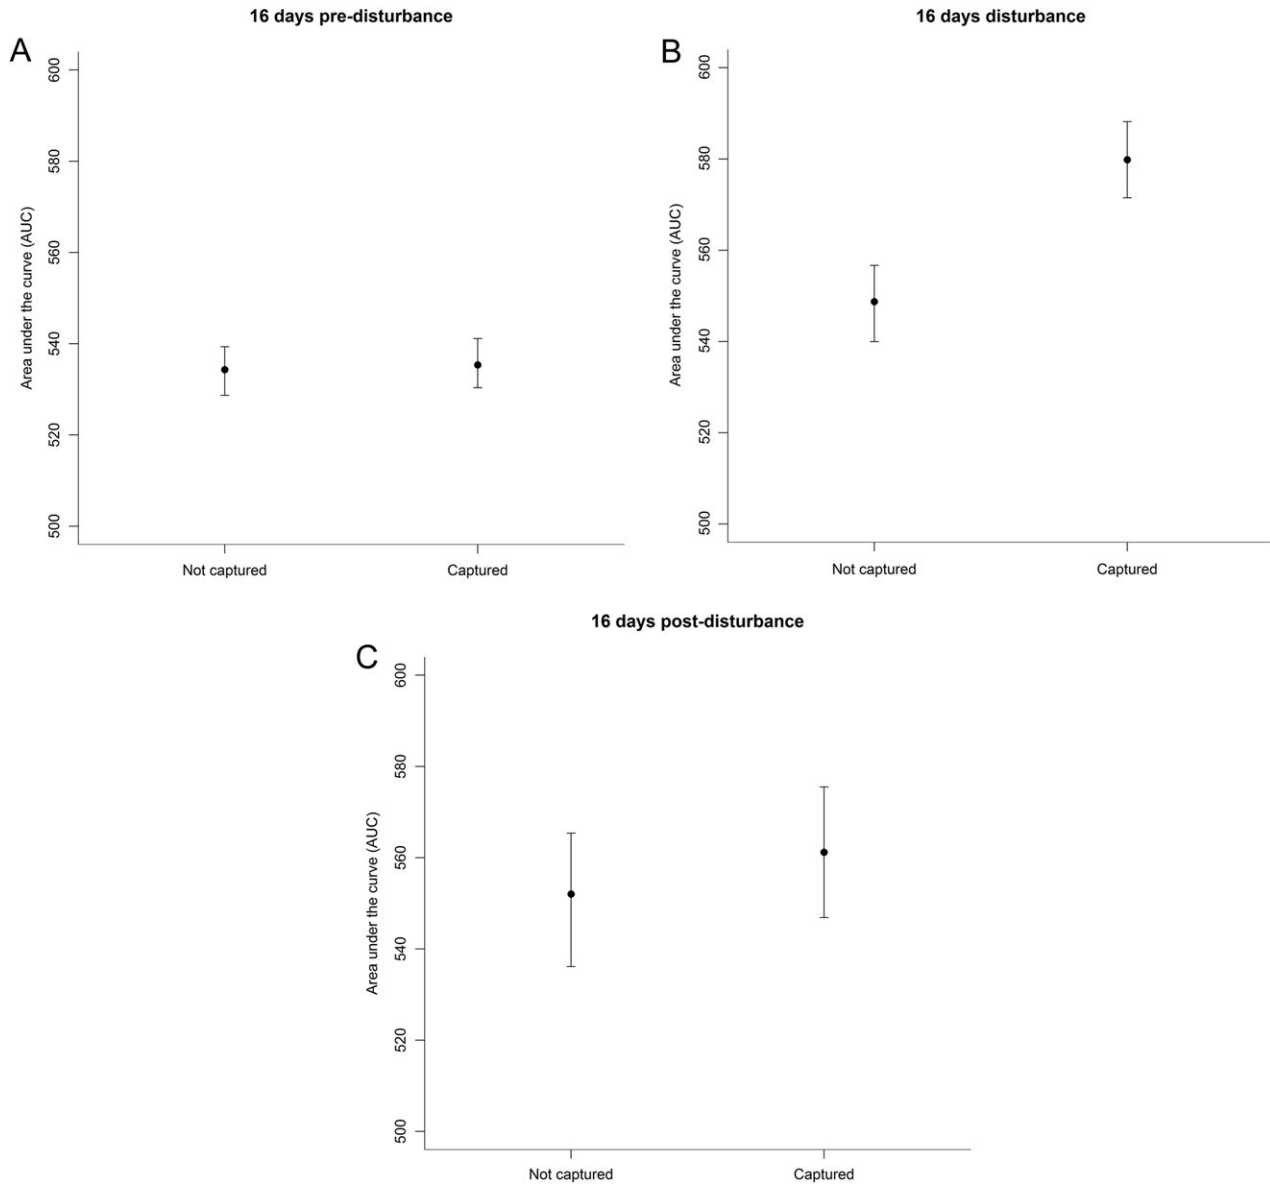 16 days pre-disturbance
A
600
580
560
540
520
500
Area under the curve (AUC)
Not captured Captured
16 days disturbance
B
600
580
560
540
520
500
Area under the curve (AUC)
Not captured Captured
16 days post-disturbance
C
600
580
560
540
520
500
Area under the curve (AUC)
Not captured Captured